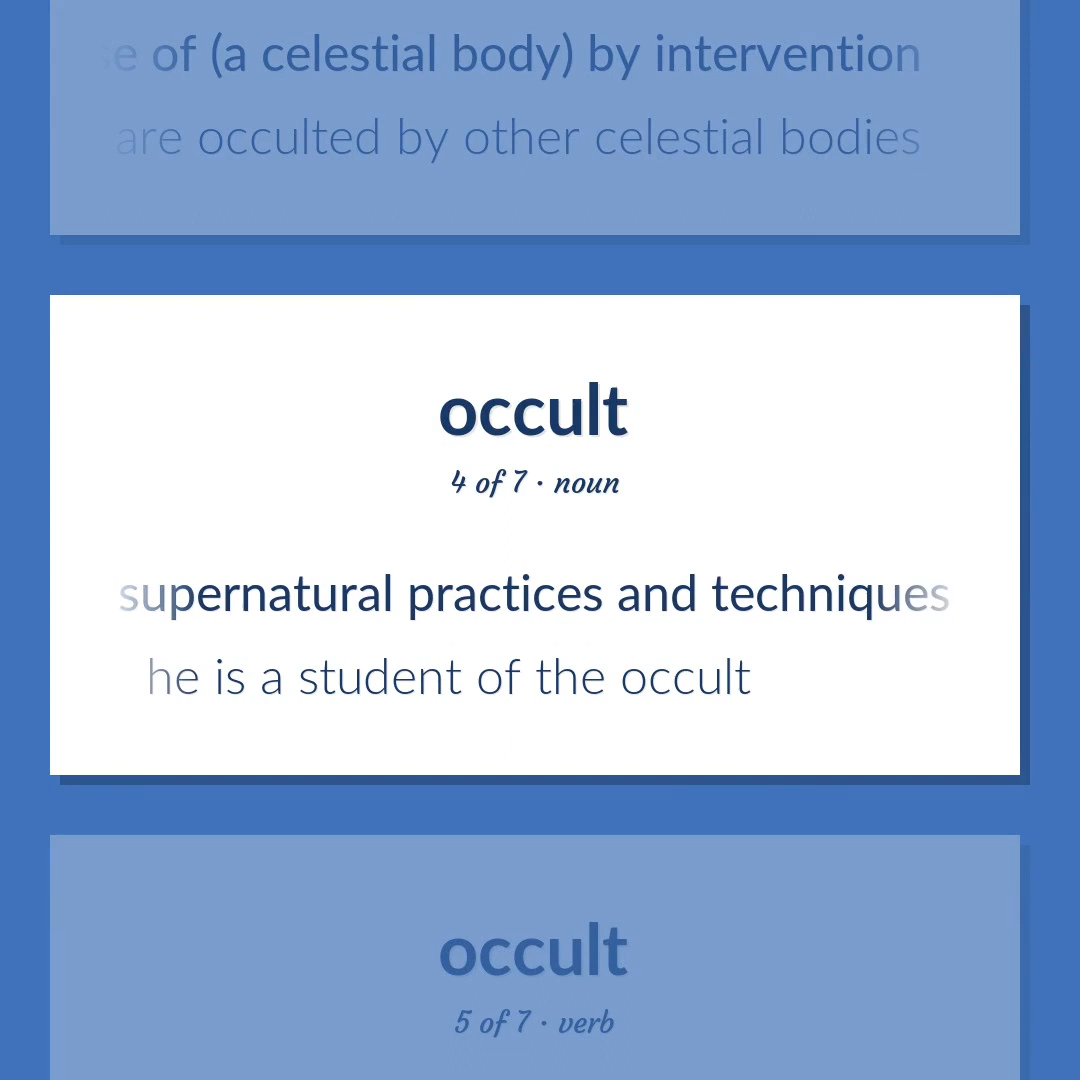 of (a celestial body) by intervention
are occulted by other celestial bodies
occult
4 of 7 · noun
supernatural practices and techniques
he is a student of the occult
occult
5 of 7 · verb